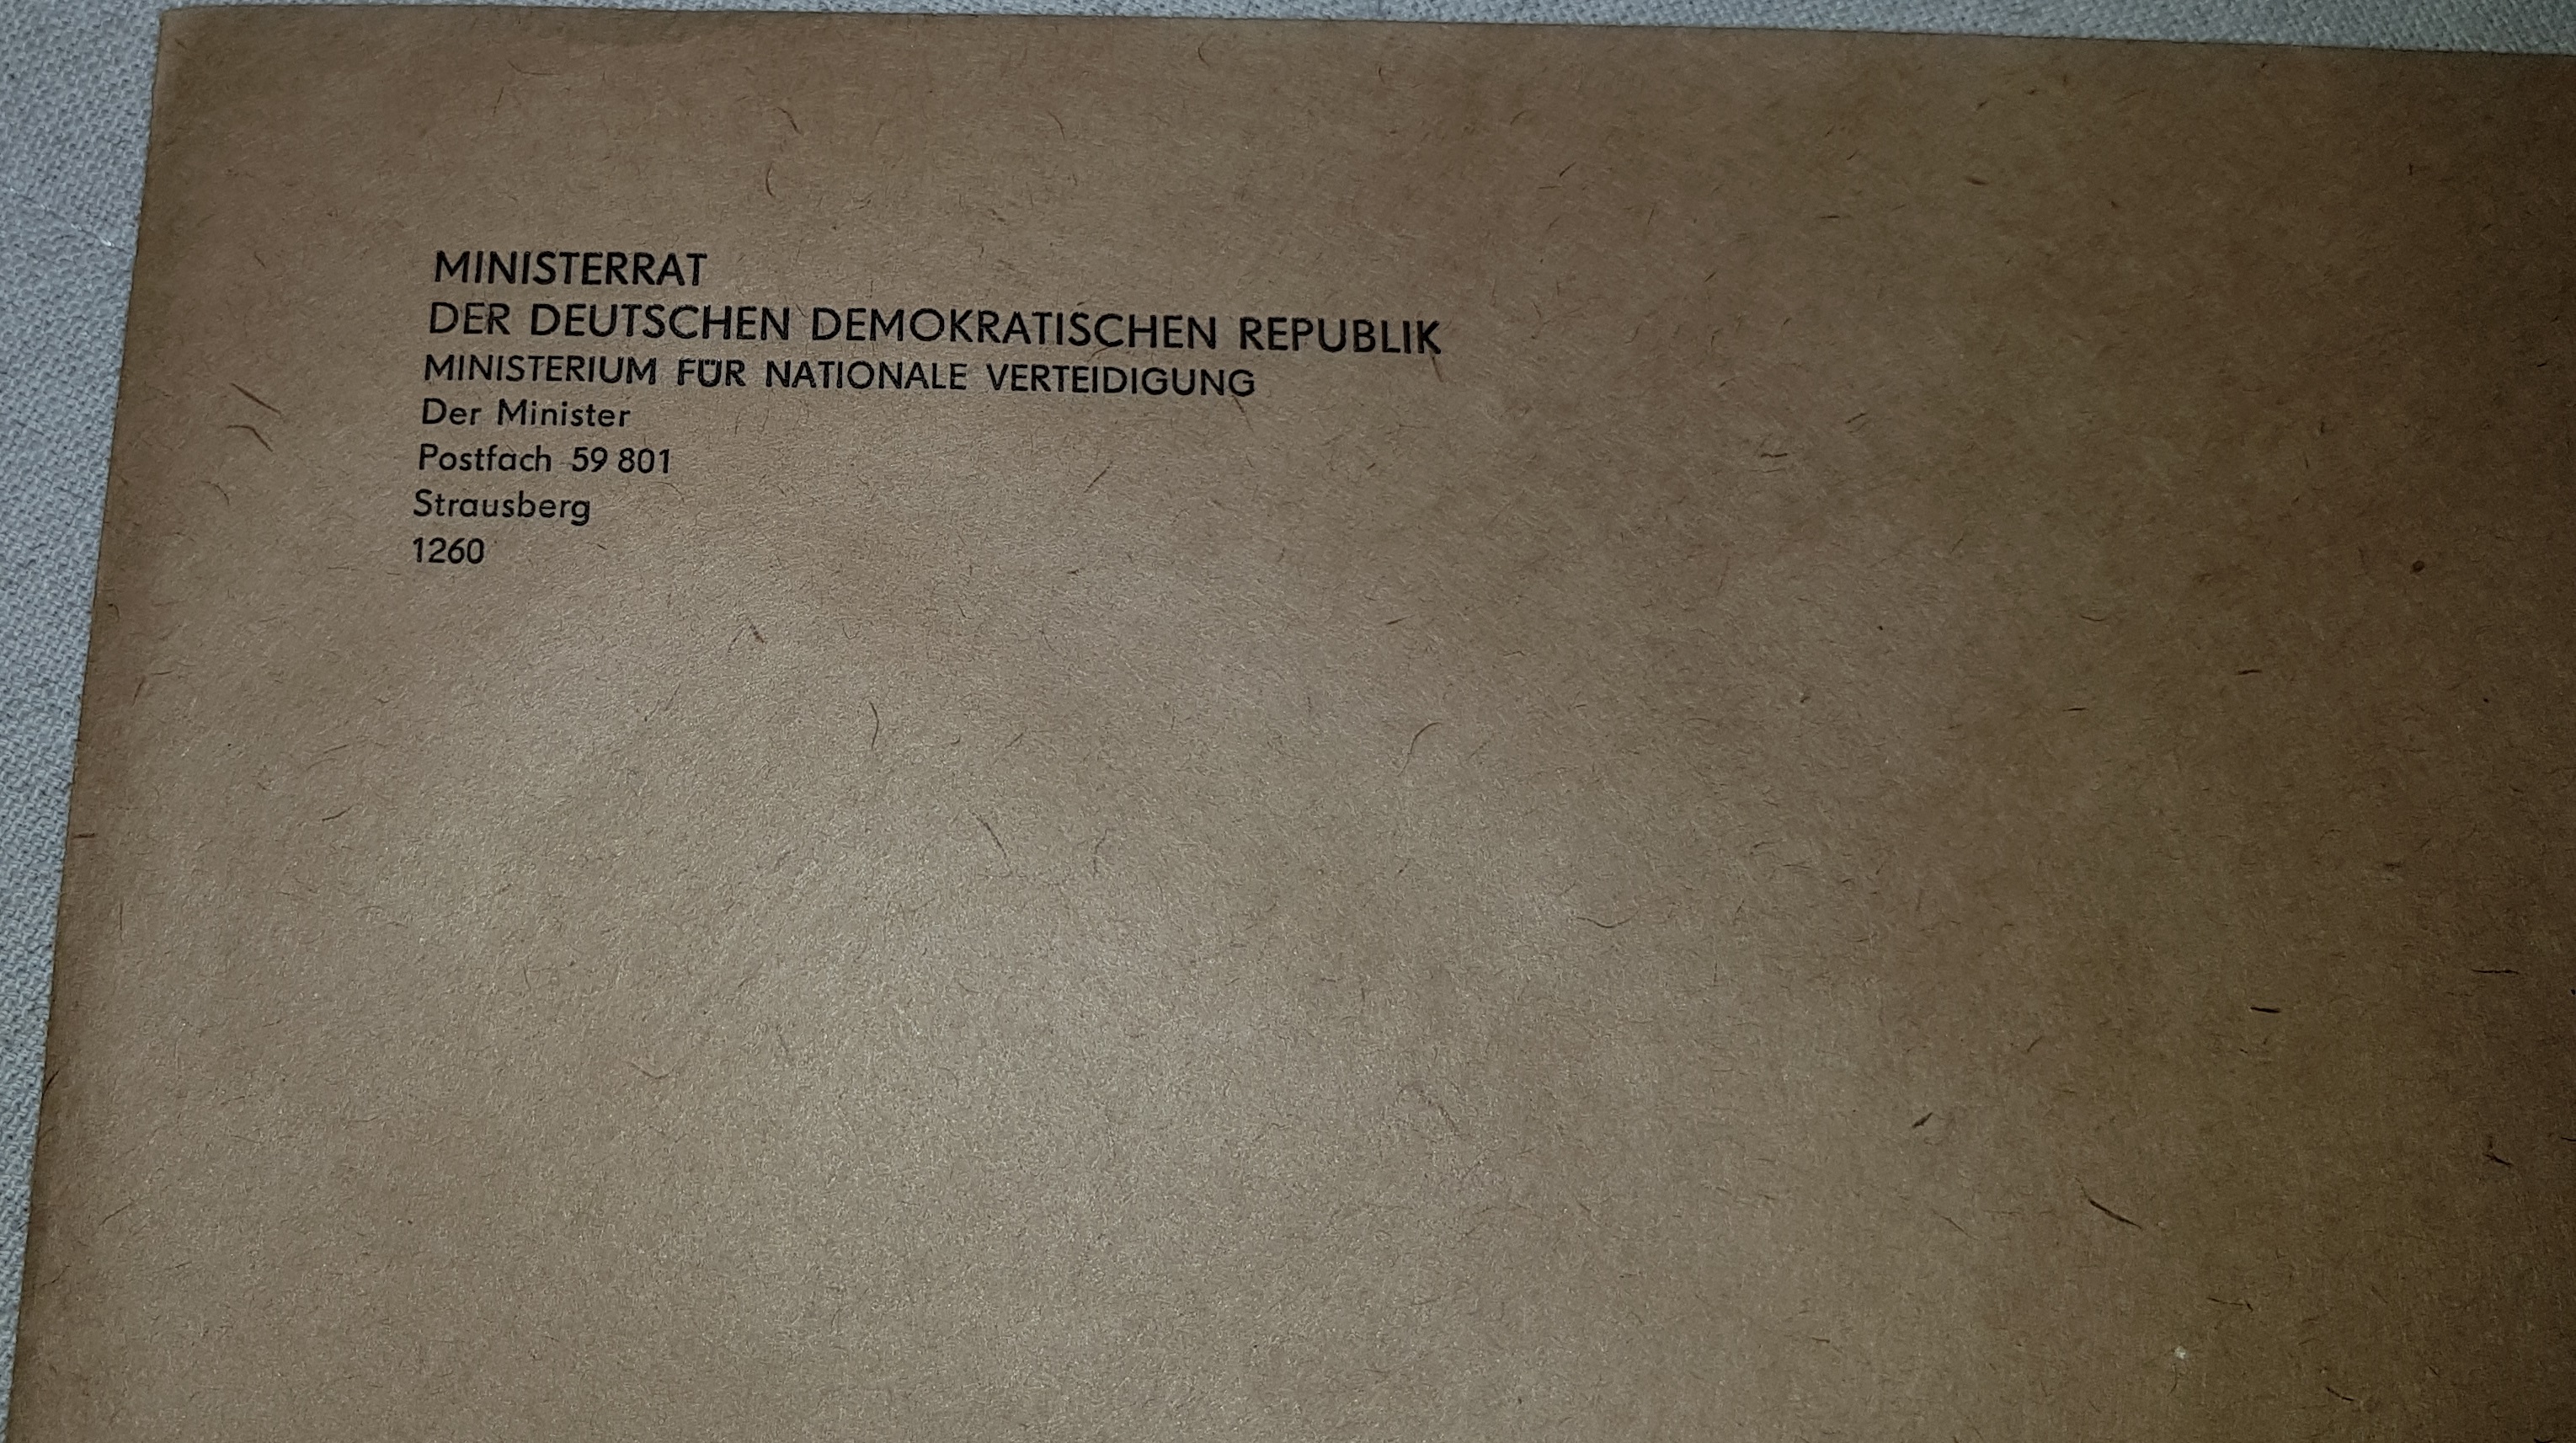 MINISTERRAT
DER DEUTSCHEN DEMOKRATISCHEN REPUBLIK
MINISTERIUM FÜR NATIONALE VERTEIDIGUNG
Der Minister
Postfach 59 801
Strausberg
1260